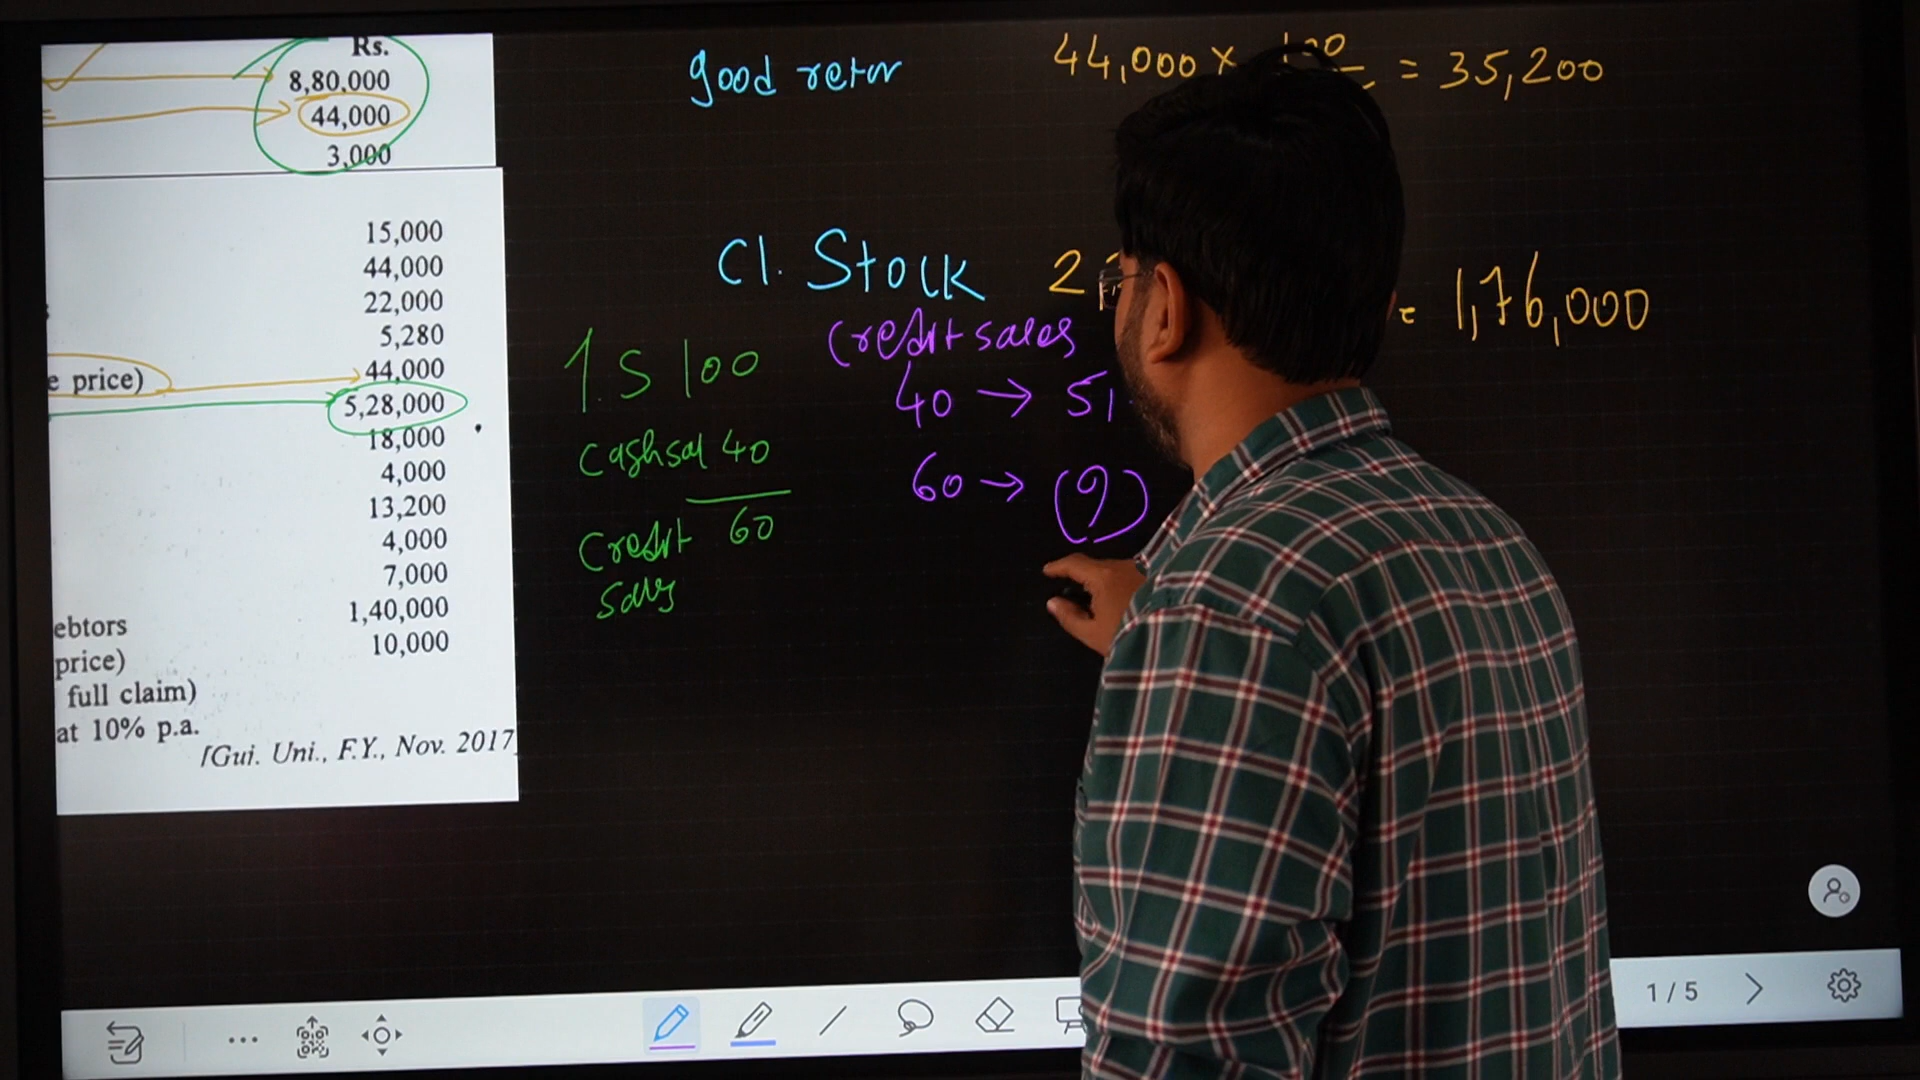 Rs.
8,80,000
44,000
3,000
15,000
44,000
22,000
5,280
e price) 44,000
5,28,000
18,000
4,000
13,200
4,000
7,000
ebtors 1,40,000
price) 10,000
full claim)
at 10% p.a.
[Gui. Uni., F.Y., Nov. 2017]
good reter 44,000 × = 35,200
Cl. Stock 22 = 1,76,000
T.S 100
Cash sal 40
Credit 60
sales
Credit sales
40 → 5,
60 → (?)
1 / 5